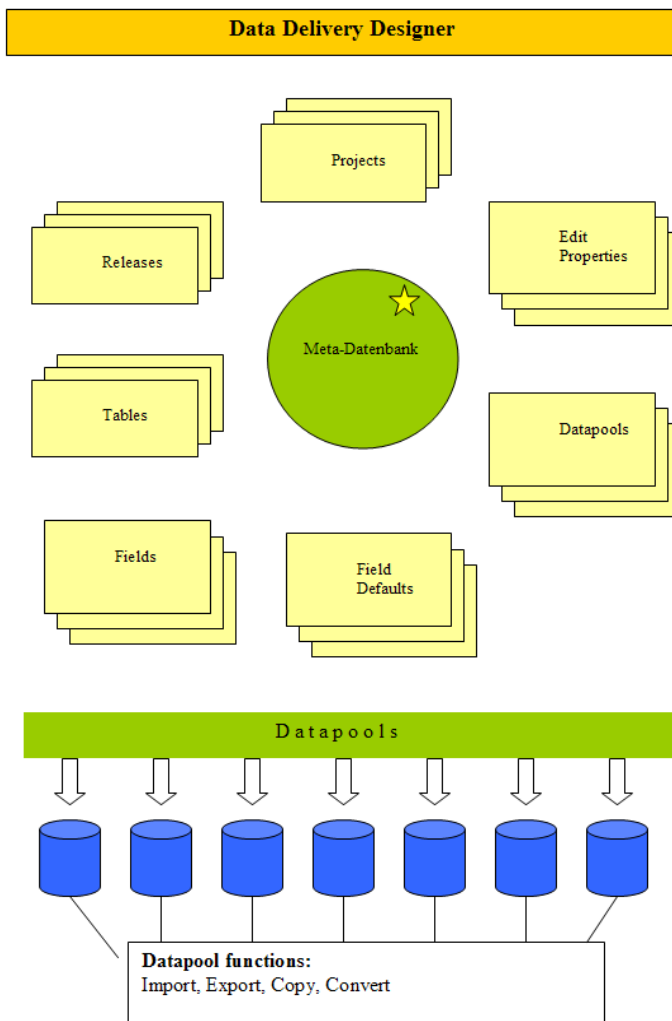 Data Delivery Designer
Projects
Releases
Edit
Properties
Meta-Datenbank
Tables
Datapools
Fields
Field
Defaults
Datapools
Datapool functions:
Import, Export, Copy, Convert